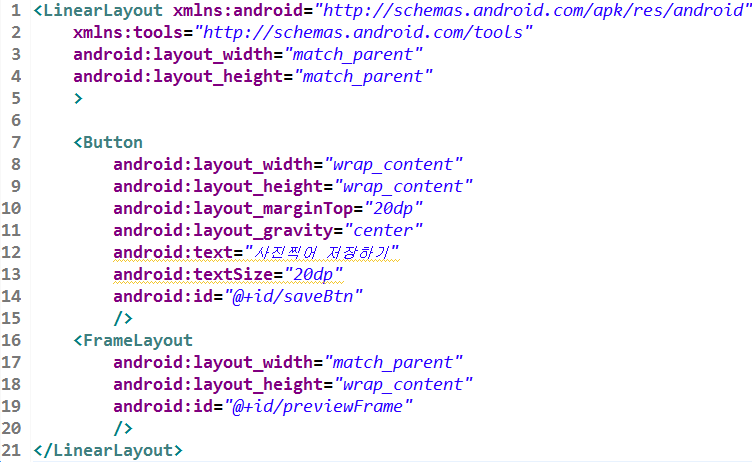 1 <LinearLayout xmlns:android="http://schemas.android.com/apk/res/android"
2 xmlns:tools="http://schemas.android.com/tools"
3 android:layout_width="match_parent"
4 android:layout_height="match_parent"
5 >
6
7 <Button
8 android:layout_width="wrap_content"
9 android:layout_height="wrap_content"
10 android:layout_marginTop="20dp"
11 android:layout_gravity="center"
12 android:text="사진찍어 저장하기"
13 android:textSize="20dp"
14 android:id="@+id/saveBtn"
15 />
16 <FrameLayout
17 android:layout_width="match_parent"
18 android:layout_height="wrap_content"
19 android:id="@+id/previewFrame"
20 />
21 </LinearLayout>